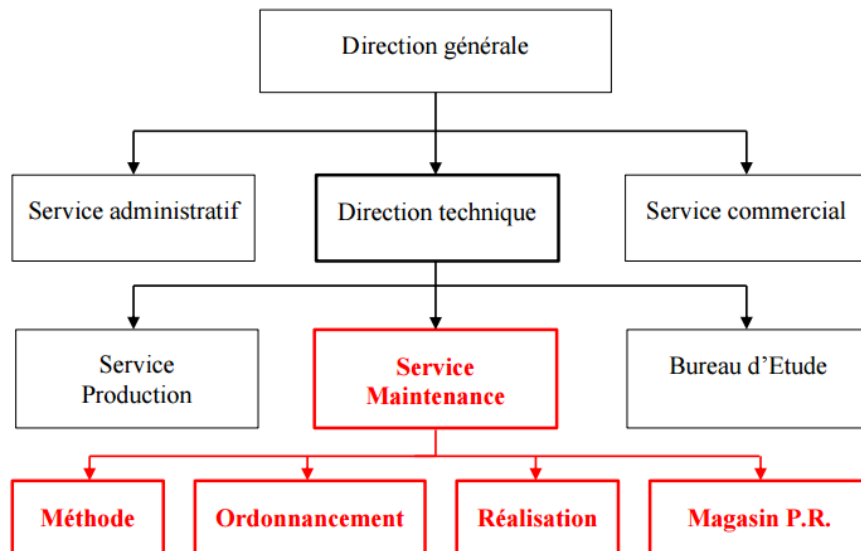 Direction générale
Service administratif
Direction technique
Service commercial
Service
Production
Service
Maintenance
Bureau d'Etude
Méthode
Ordonnancement
Réalisation
Magasin P.R.